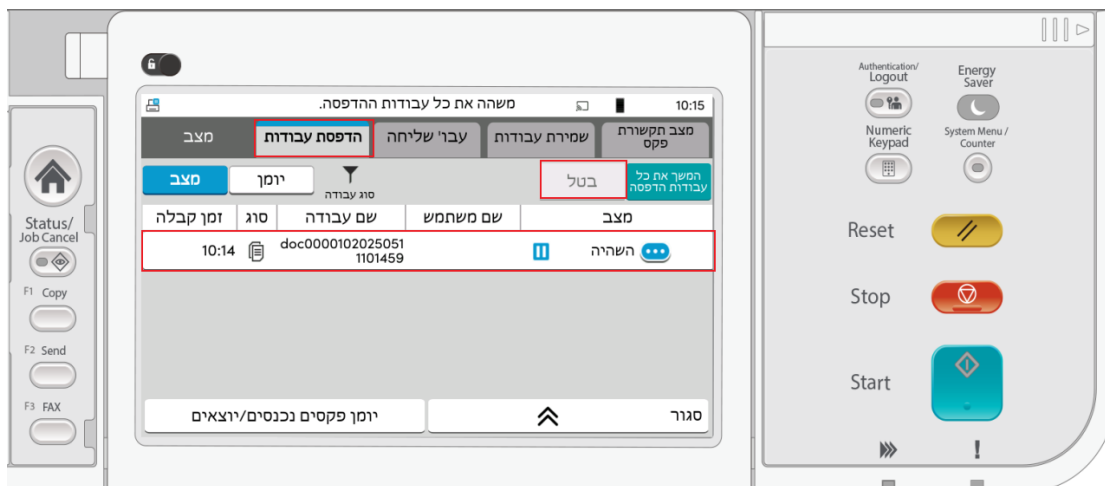 משהה את כל עבודות ההדפסה.
10:15
מצב
הדפסת עבודות
עבו' שליחה
שמירת עבודות
מצב תקשורת
פקס
מצב
יומן
סוג עבודה
בטל
המשך את כל
עבודות הדפסה
זמן קבלה
סוג
שם עבודה
שם משתמש
מצב
10:14
doc0000102025051
1101459
השהיה
יומן פקסים נכנסים/יוצאים
סגור
Status/
Job Cancel
F1 Copy
F2 Send
F3 FAX
Authentication/
Logout
Energy
Saver
Numeric
Keypad
System Menu /
Counter
Reset
Stop
Start